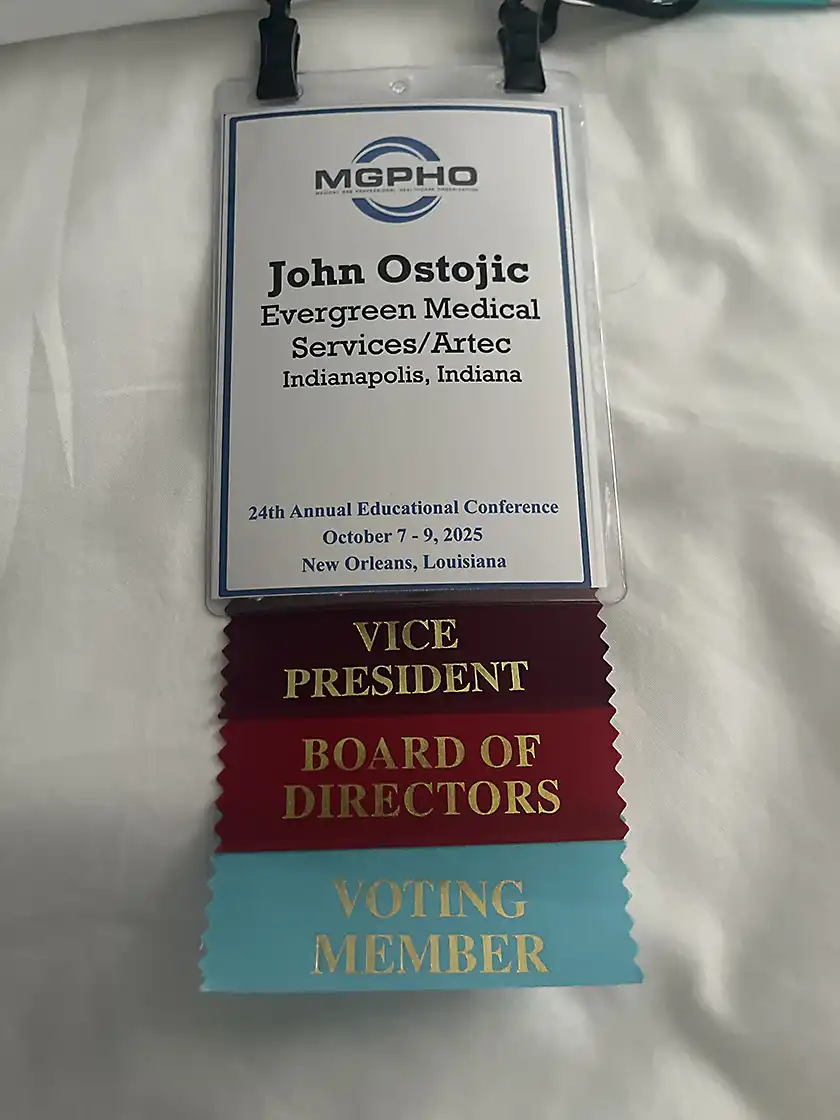 MGPHO
John Ostojic
Evergreen Medical
Services/Artec
Indianapolis, Indiana
24th Annual Educational Conference
October 7 - 9, 2025
New Orleans, Louisiana
VICE
PRESIDENT
BOARD OF
DIRECTORS
VOTING
MEMBER